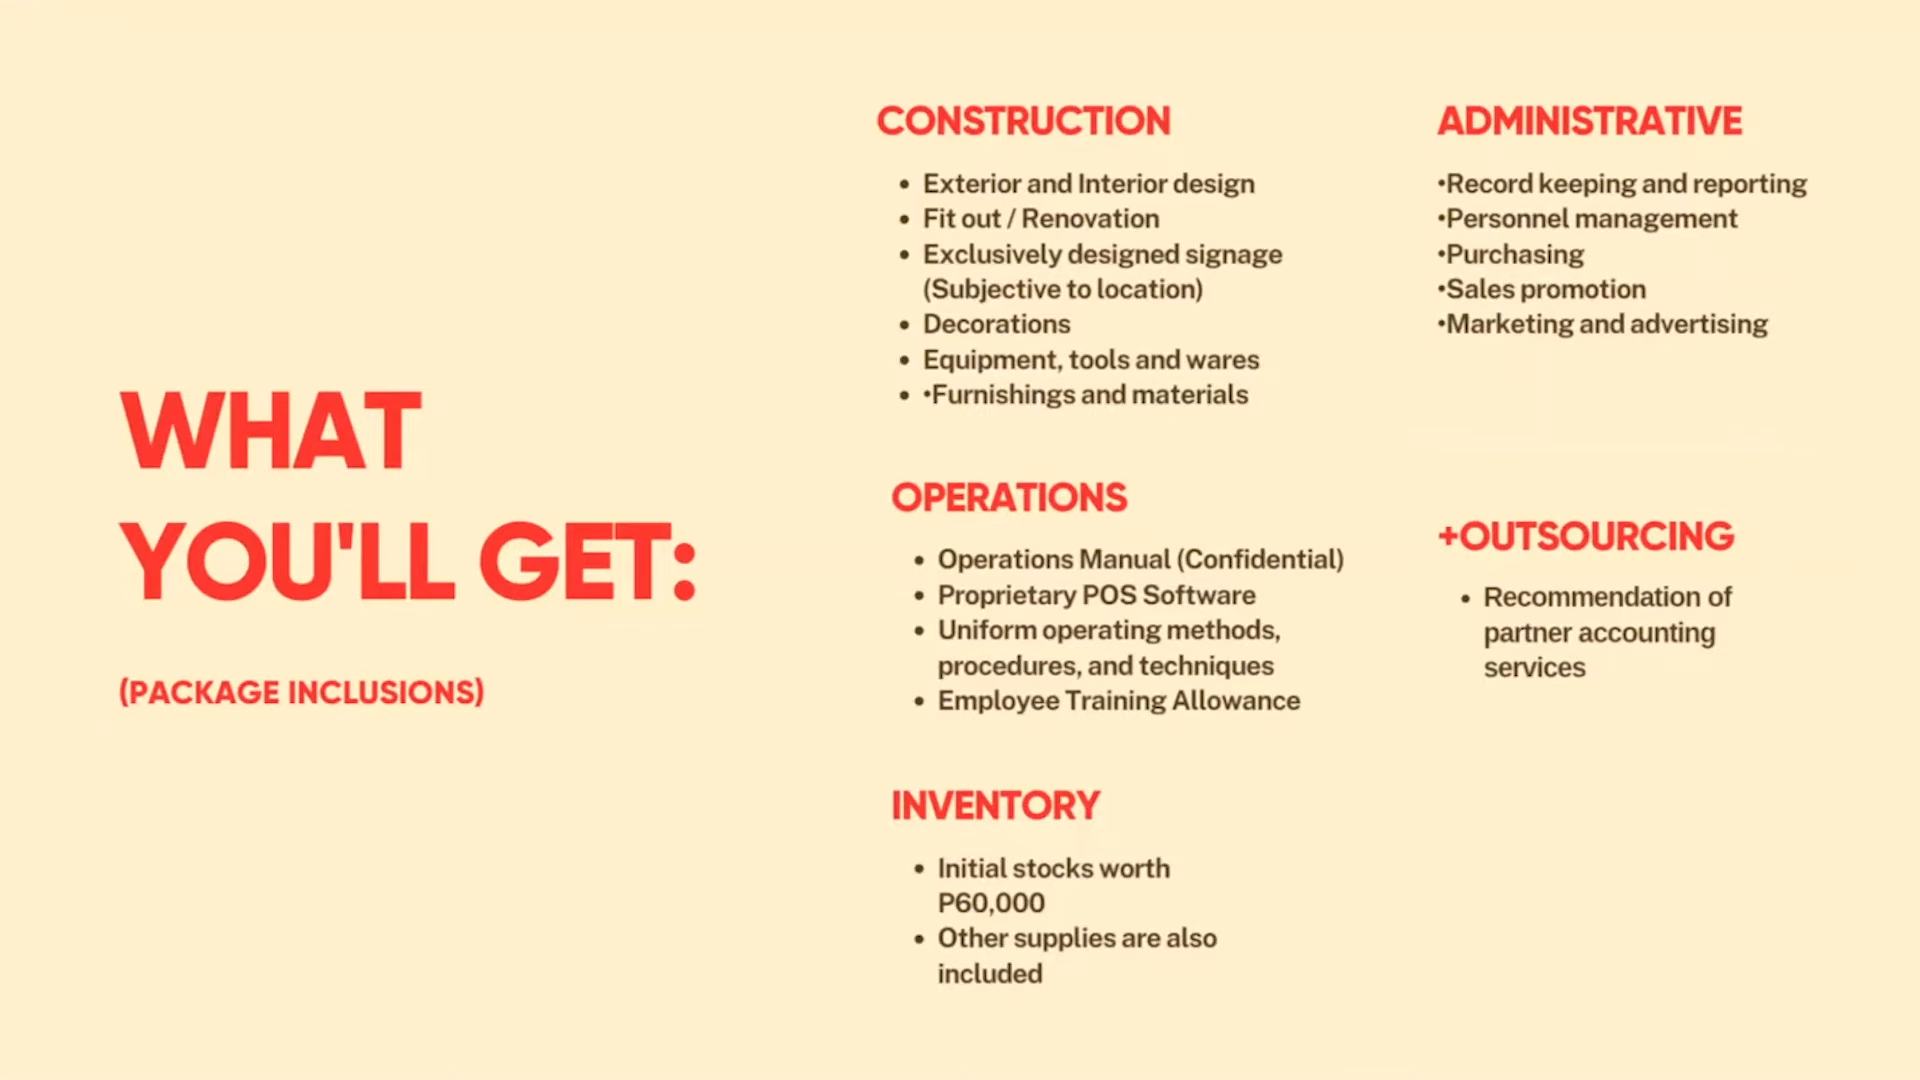 WHAT
YOU'LL GET:
(PACKAGE INCLUSIONS)
CONSTRUCTION
• Exterior and Interior design
• Fit out / Renovation
• Exclusively designed signage
(Subjective to location)
• Decorations
• Equipment, tools and wares
• •Furnishings and materials
OPERATIONS
• Operations Manual (Confidential)
• Proprietary POS Software
• Uniform operating methods,
procedures, and techniques
• Employee Training Allowance
INVENTORY
• Initial stocks worth
P60,000
• Other supplies are also
included
ADMINISTRATIVE
•Record keeping and reporting
•Personnel management
•Purchasing
•Sales promotion
•Marketing and advertising
+OUTSOURCING
• Recommendation of
partner accounting
services